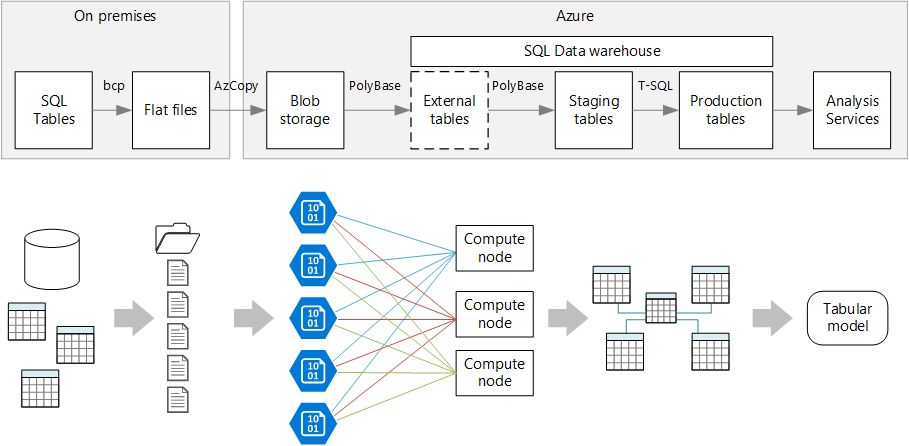 On premises
Azure
SQL Data warehouse
bcp
AzCopy
PolyBase
PolyBase
T-SQL
SQL
Tables
Flat files
Blob
storage
External
tables
Staging
tables
Production
tables
Analysis
Services
10
01
10
01
10
01
10
01
10
01
Compute
node
Compute
node
Compute
node
Tabular
model